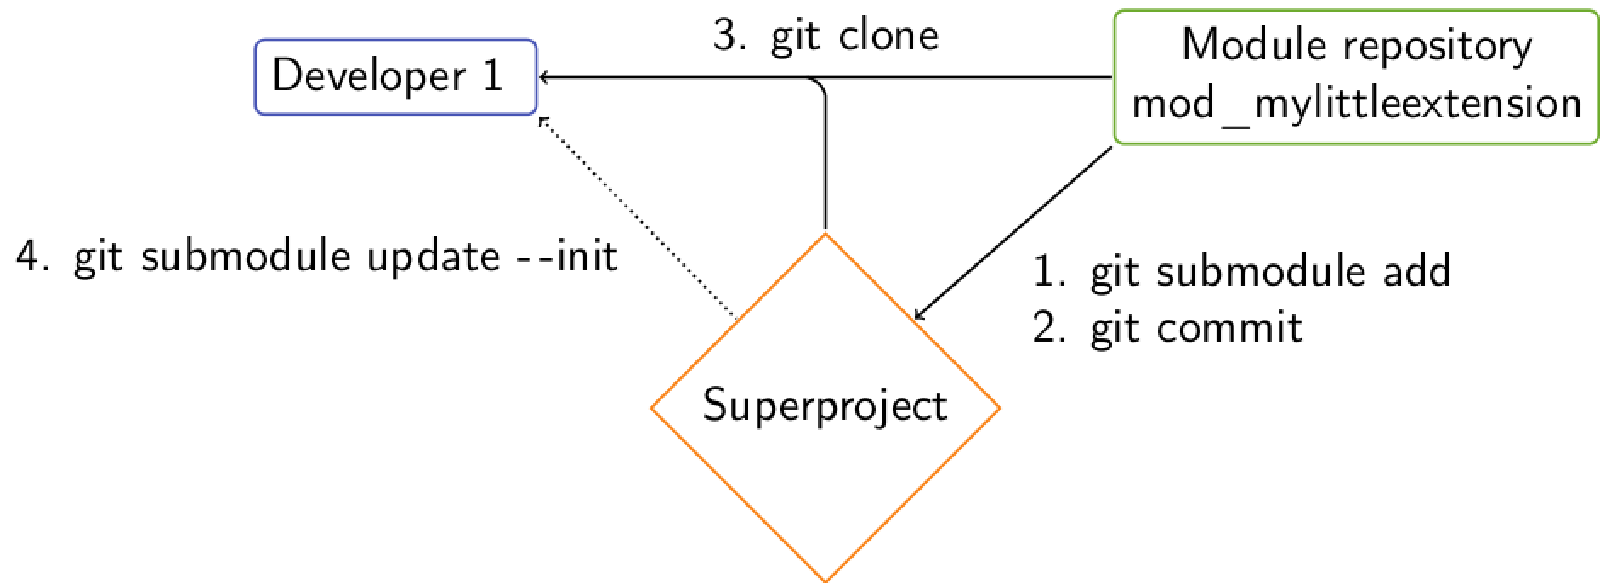 3. git clone
Developer 1
Module repository
mod_mylittleextension
4. git submodule update --init
1. git submodule add
2. git commit
Superproject